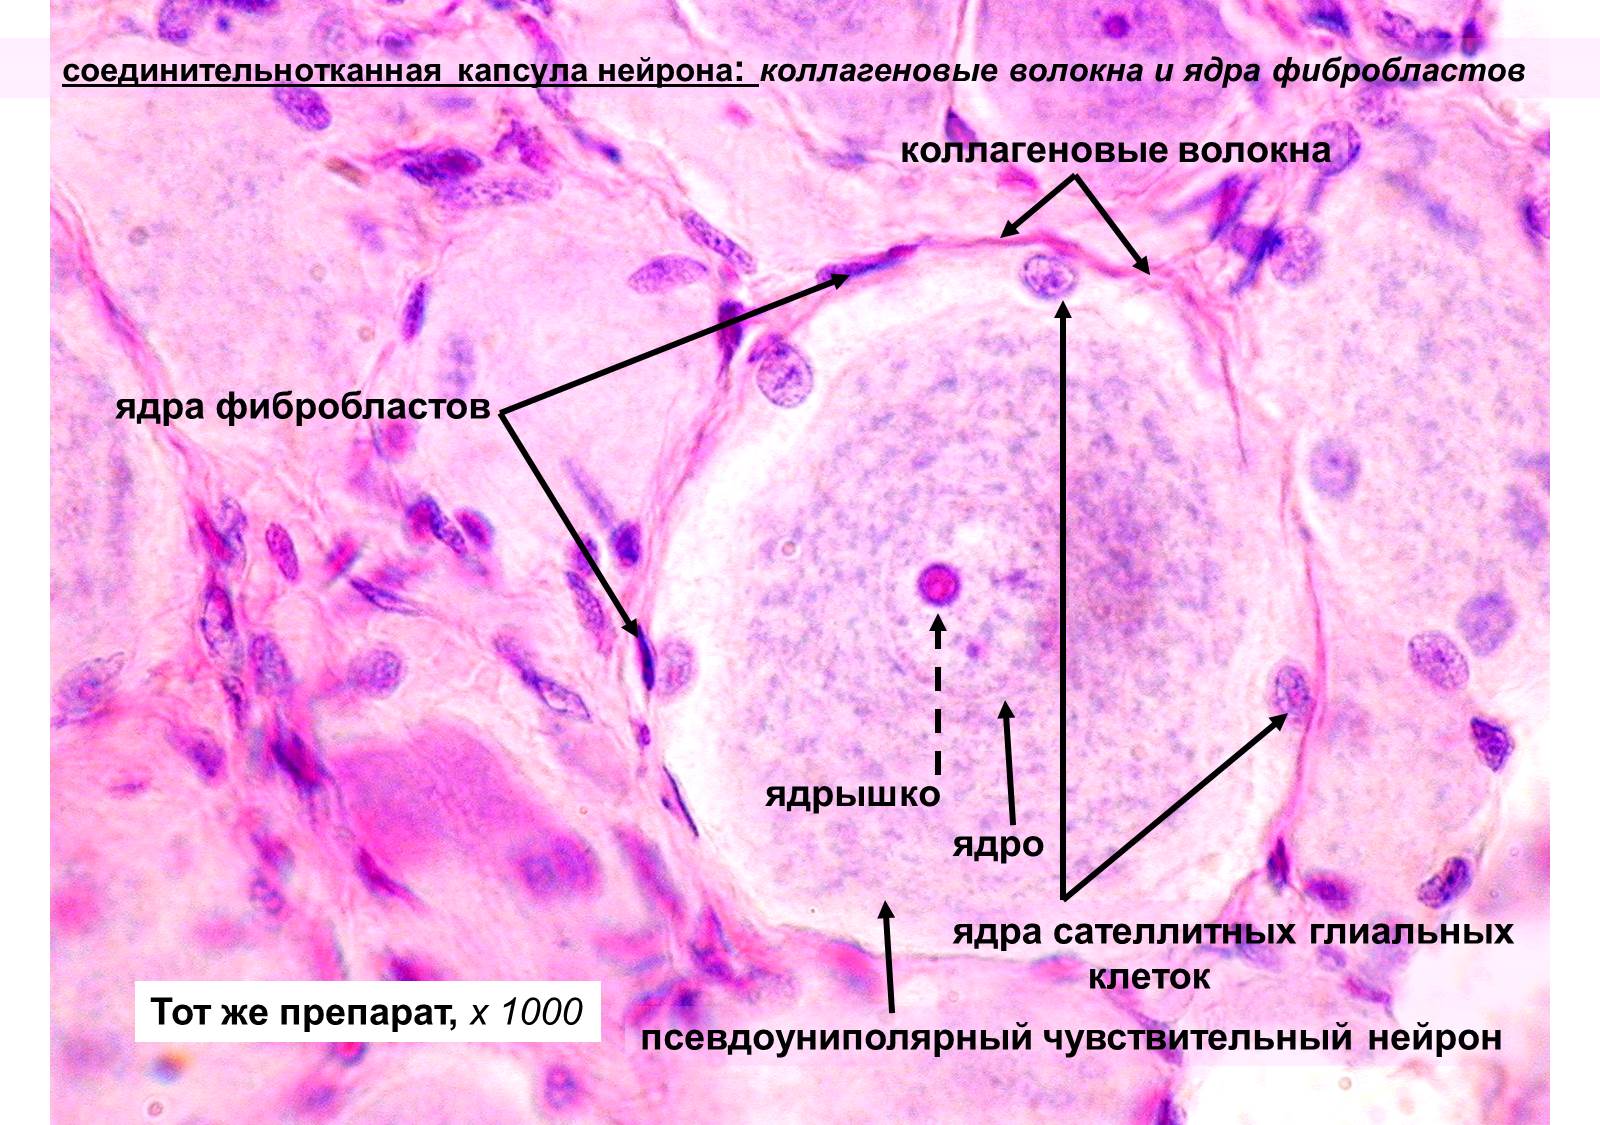 соединительнотканная капсула нейрона: коллагеновые волокна и ядра фибробластов
коллагеновые волокна
ядра фибробластов
ядрышко
ядро
ядра сателлитных глиальных
клеток
Тот же препарат, x 1000
псевдоуниполярный чувствительный нейрон